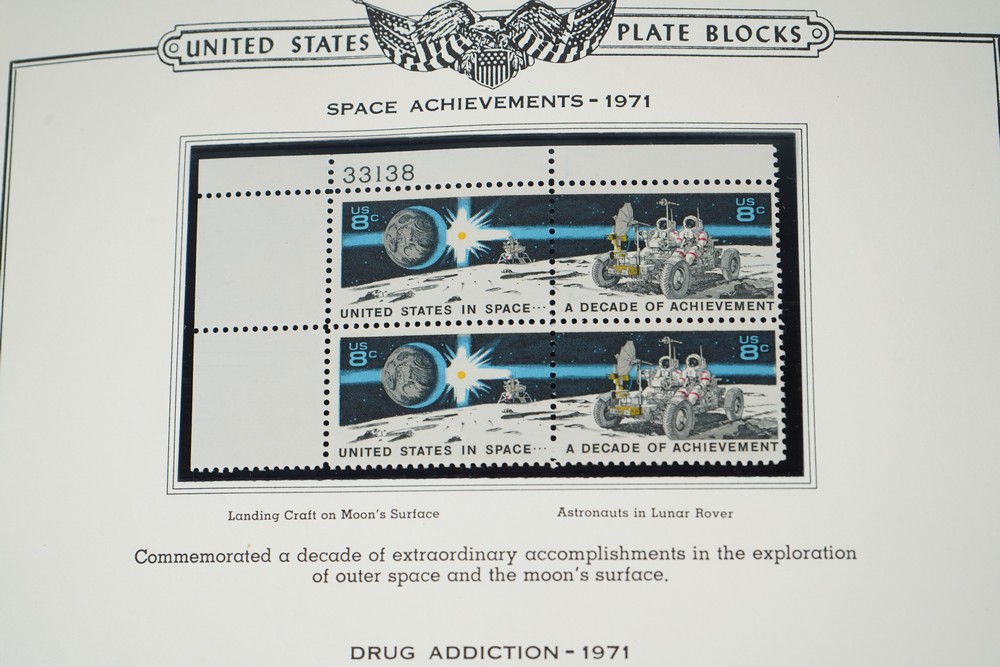 UNITED STATES PLATE BLOCKS
SPACE ACHIEVEMENTS - 1971
33138
US 8c
US 8c
UNITED STATES IN SPACE... A DECADE OF ACHIEVEMENT
US 8c
US 8c
UNITED STATES IN SPACE... A DECADE OF ACHIEVEMENT
Landing Craft on Moon's Surface
Astronauts in Lunar Rover
Commemorated a decade of extraordinary accomplishments in the exploration
of outer space and the moon's surface.
DRUG ADDICTION - 1971